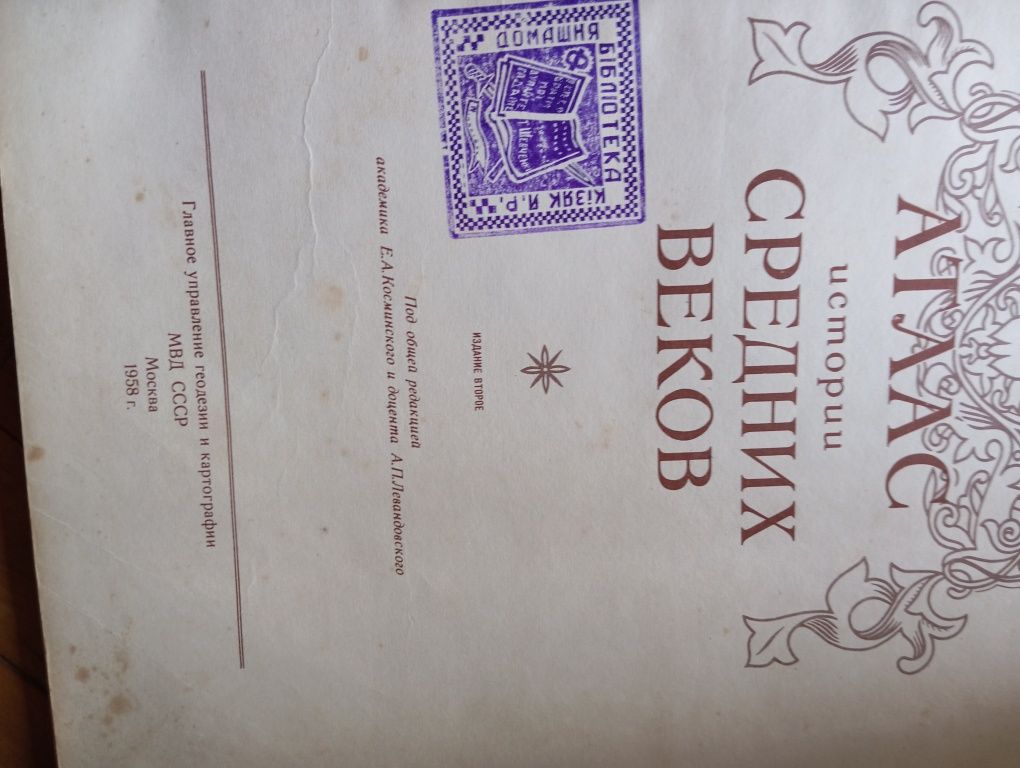 АТЛАС
истории
СРЕДНИХ
ВЕКОВ
ДОМАШНЯ
БІБЛІОТЕКА
КІЗЯК Я.Р.
ИЗДАНИЕ ВТОРОЕ
Под общей редакцией
академика Е.А.Косминского и доцента А.П.Левандовского
Главное управление геодезии и картографии
МВД СССР
Москва
1958 г.